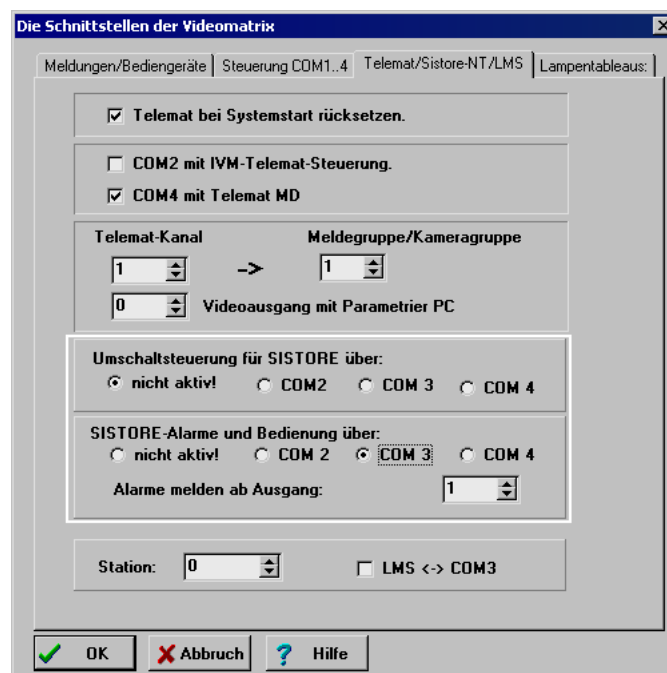 Die Schnittstellen der Videomatrix
Meldungen/Bediengeräte Steuerung COM1..4 Telemat/Sistore-NT/LMS Lampentableaus:
Telemat bei Systemstart rücksetzen.
COM2 mit IVM-Telemat-Steuerung.
COM4 mit Telemat MD
Telemat-Kanal Meldegruppe/Kameragruppe
1 -> 1
0 Videoausgang mit Parametrier PC
Umschaltsteuerung für SISTORE über:
nicht aktiv! COM2 COM 3 COM 4
SISTORE-Alarme und Bedienung über:
nicht aktiv! COM 2 COM 3 COM 4
Alarme melden ab Ausgang: 1
Station: 0 LMS <-> COM3
OK Abbruch ? Hilfe